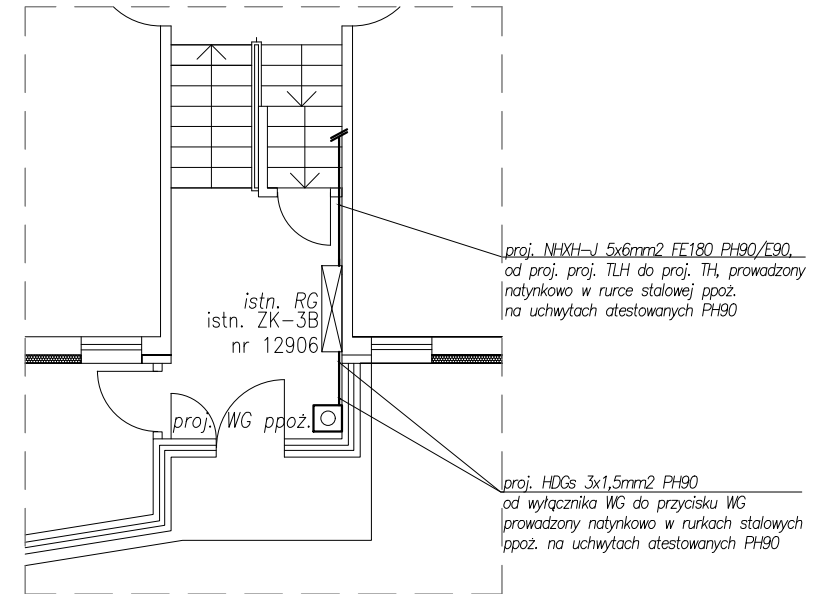 proj. NHXH-J 5x6mm2 FE180 PH90/E90,
od proj. proj. TLH do proj. TH, prowadzony
natynkowo w rurce stalowej ppoż.
na uchwytach atestowanych PH90
istn. RG
istn. ZK-3B
nr 12906
proj. WG ppoż.
proj. HDGs 3x1,5mm2 PH90
od wyłącznika WG do przycisku WG
prowadzony natynkowo w rurkach stalowych
ppoż. na uchwytach atestowanych PH90